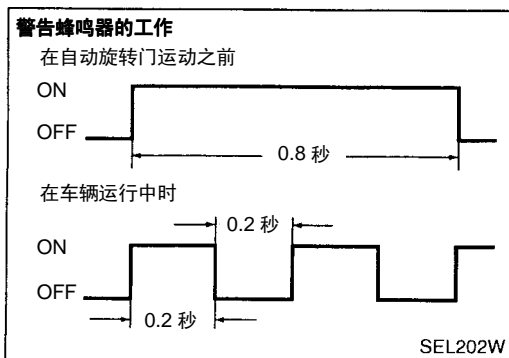 警告蜂鸣器的工作
在自动旋转门运动之前
ON
OFF
0.8 秒
在车辆运行中时
0.2 秒
ON
OFF
0.2 秒
SEL202W